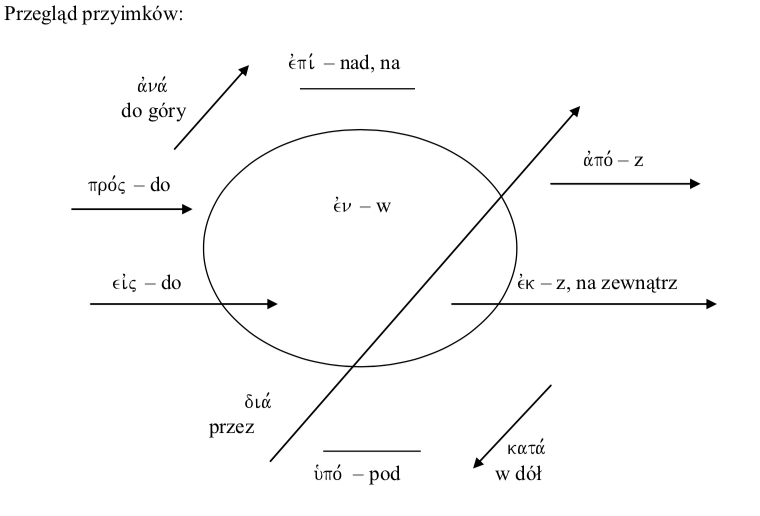 Przegląd przyimków:
ἐπί – nad, na
ἀνά
do góry
ἀπό – z
πρός – do
ἐν – w
εἰς – do
ἐκ – z, na zewnątrz
διά
przez
κατά
w dół
ὑπό – pod